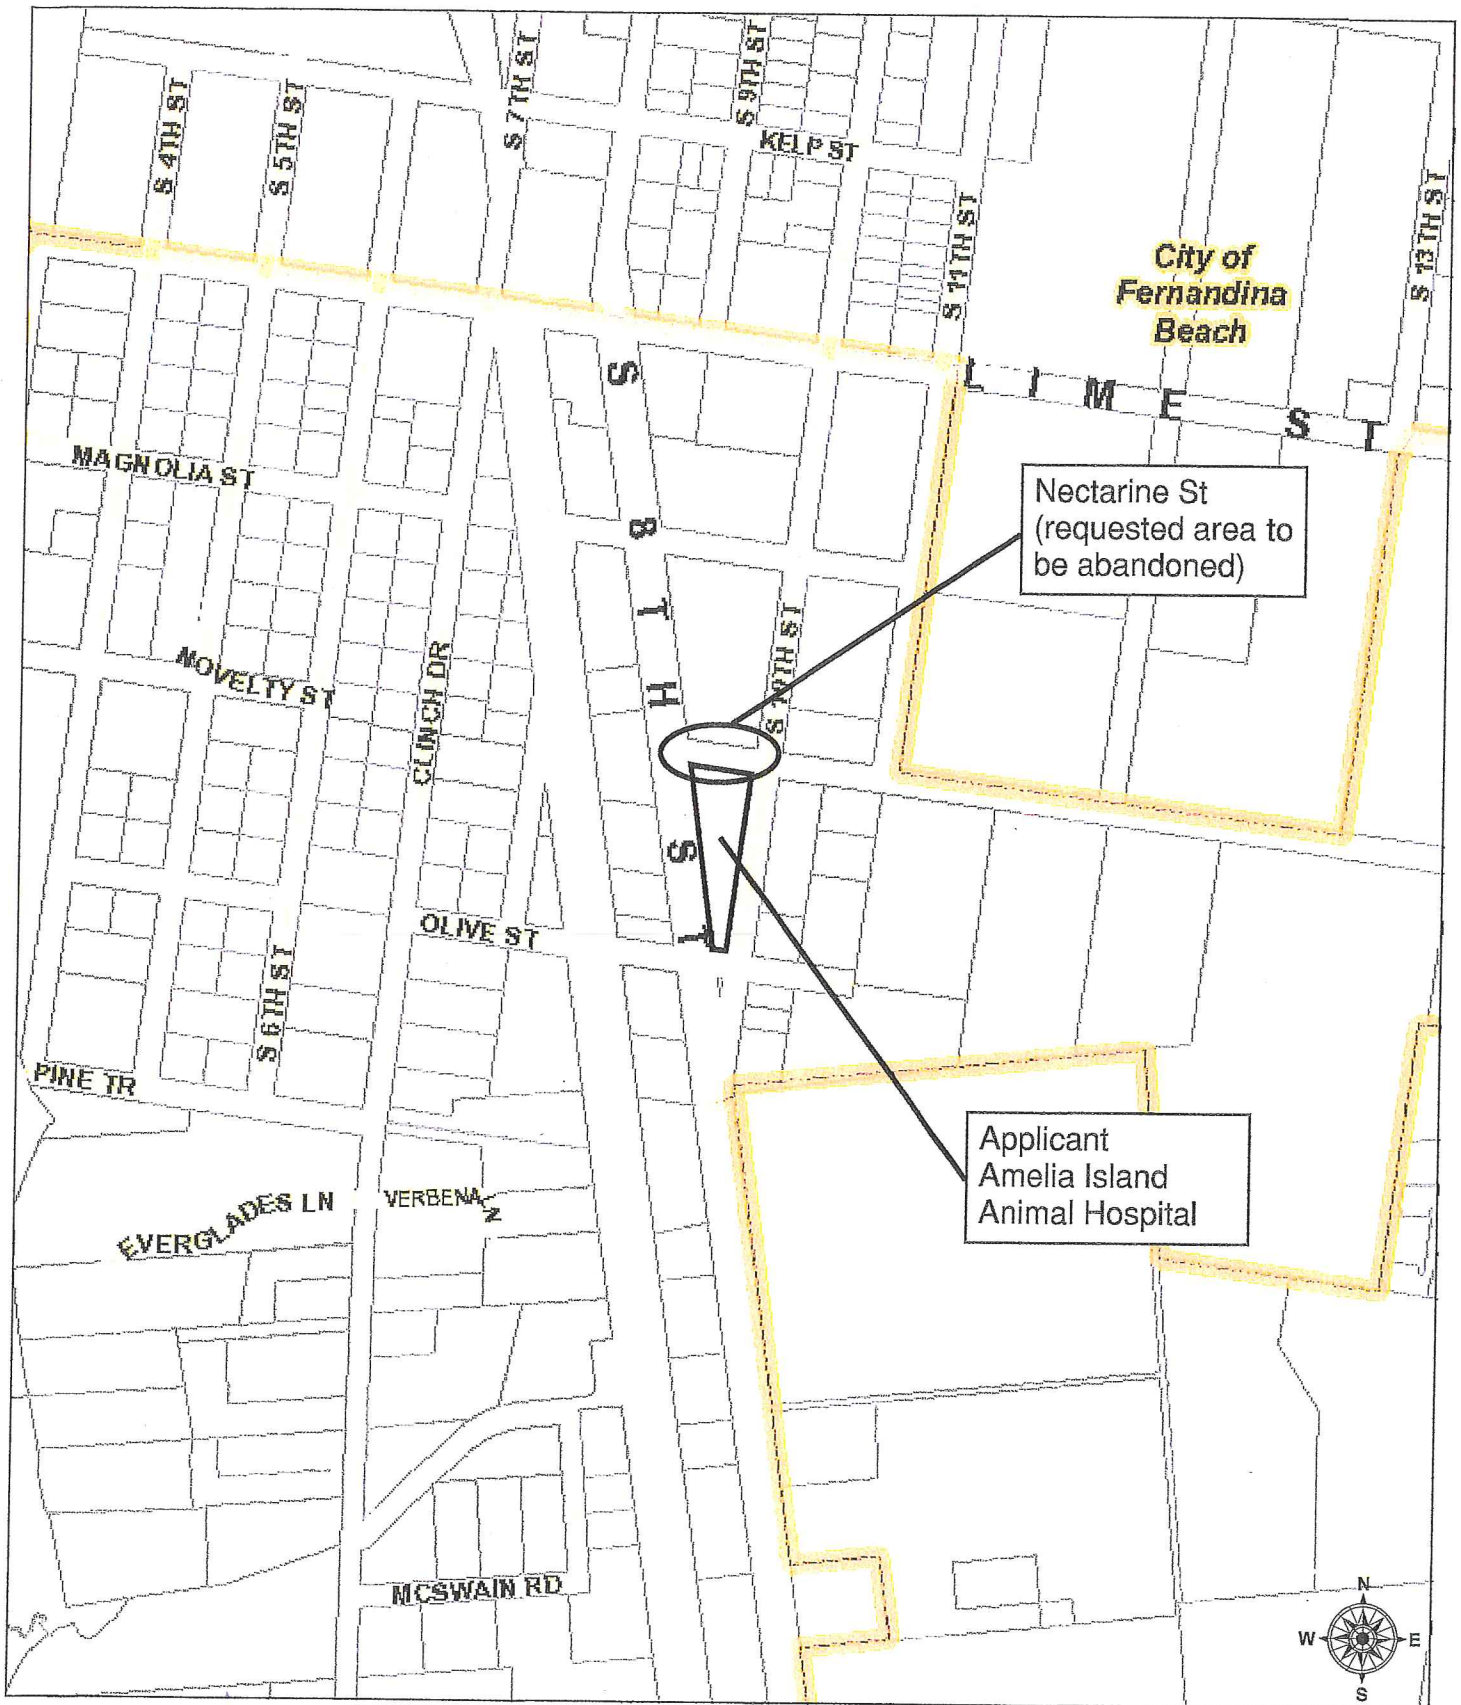 S 4TH ST
S 5TH ST
S 7TH ST
S 9TH ST
KELP ST
S 11TH ST
S 13TH ST
City of
Fernandina
Beach
LIME ST
S 8TH ST
MAGNOLIA ST
Nectarine St
(requested area to
be abandoned)
NOVELTY ST
CLINCH DR
S 10TH ST
OLIVE ST
S 6TH ST
PINE TR
Applicant
Amelia Island
Animal Hospital
EVERGLADES LN
VERBENA LN
MCSWAIN RD
N
W
E
S